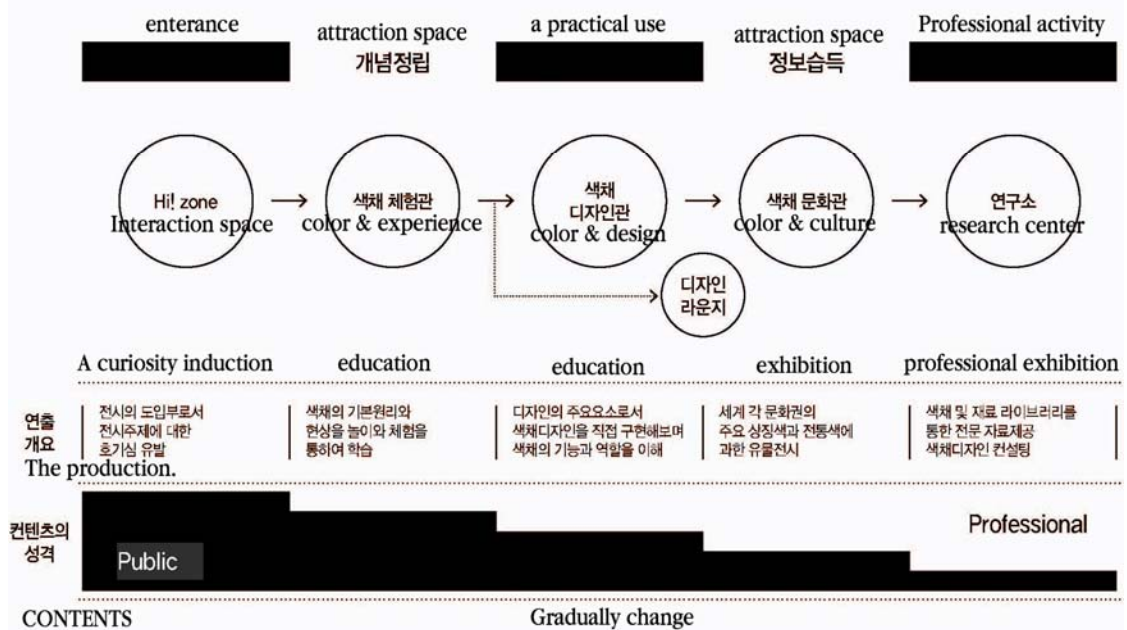 enterance
attraction space
개념정립
a practical use
attraction space
정보습득
Professional activity
Hi! zone
Interaction space
색채 체험관
color & experience
색채
디자인관
color & design
색채 문화관
color & culture
연구소
research center
디자인
라운지
A curiosity induction
education
education
exhibition
professional exhibition
연출
개요
The production.
전시의 도입부로서
전시주제에 대한
호기심 유발
색채의 기본원리와
현상을 놀이와 체험을
통하여 학습
디자인의 주요요소로서
색채디자인을 직접 구현해보며
색채의 기능과 역할을 이해
세계 각 문화권의
주요 상징색과 전통색에
과한 유물전시
색채 및 재료 라이브러리를
통한 전문 자료제공
색채디자인 컨설팅
컨텐츠의
성격
Public
Professional
CONTENTS
Gradually change